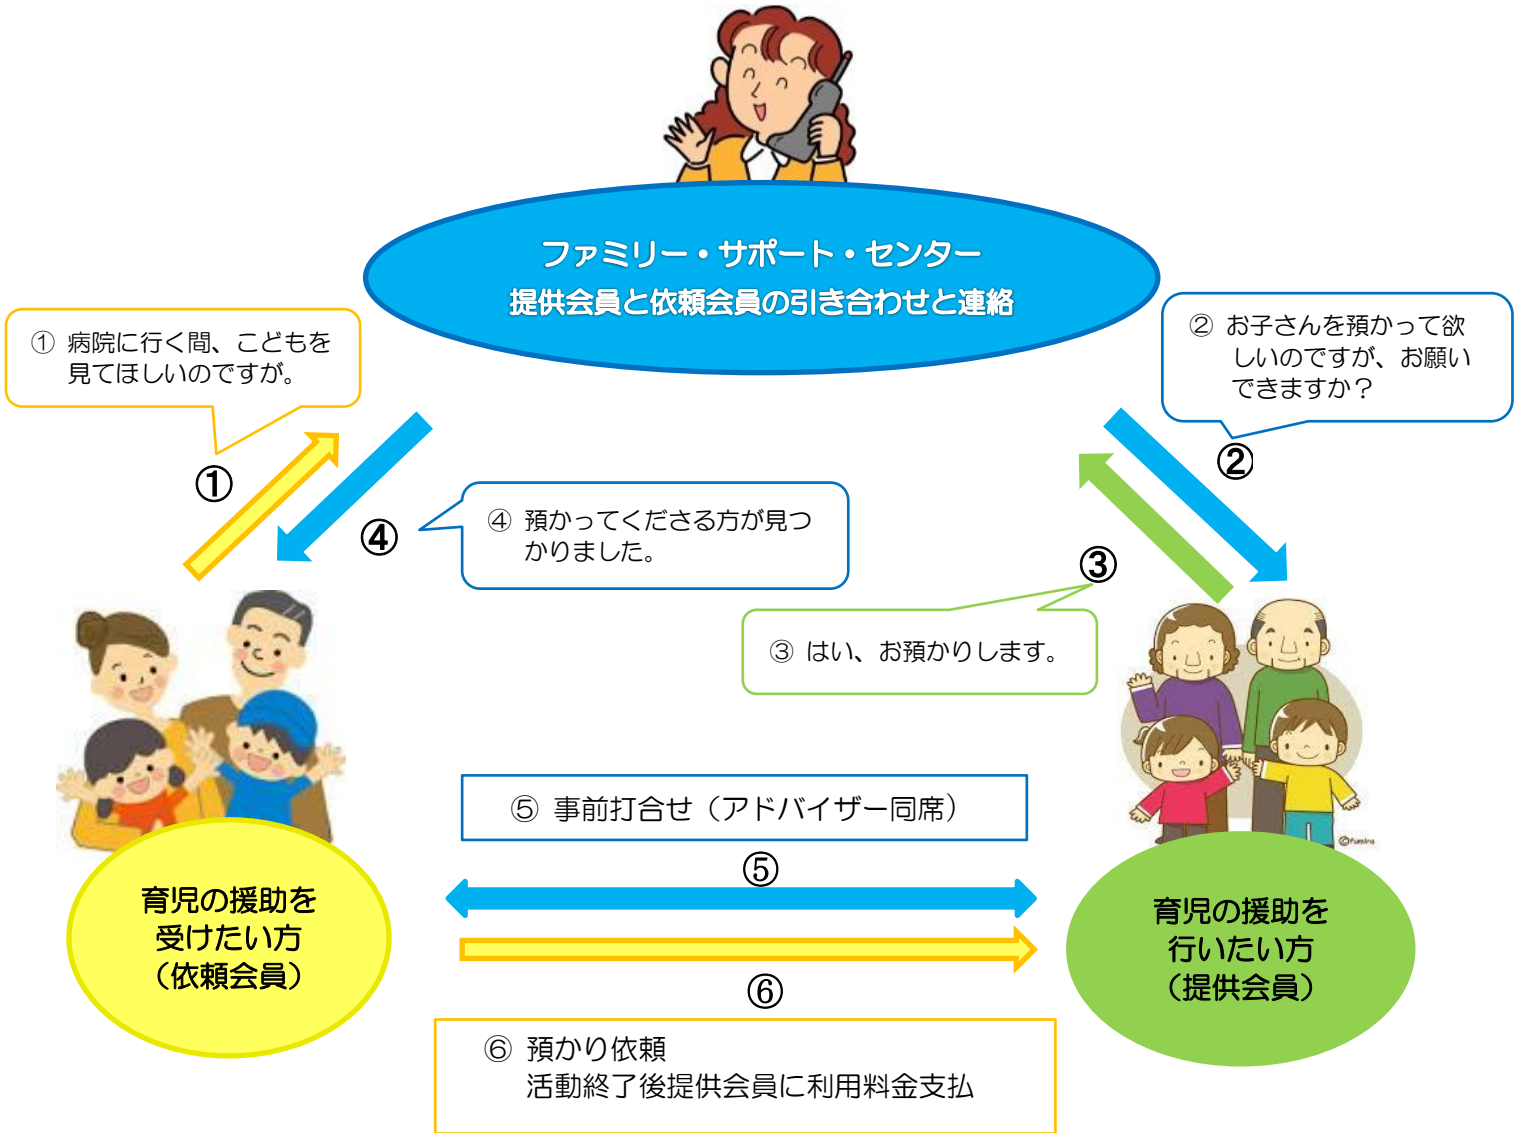 ファミリー・サポート・センター
提供会員と依頼会員の引き合わせと連絡
① 病院に行く間、こどもを
見てほしいのですが。
② お子さんを預かって欲
しいのですが、お願い
できますか？
①
②
④ 預かってくださる方が見つ
かりました。
④
③
③ はい、お預かりします。
⑤ 事前打合せ（アドバイザー同席）
©fumira
⑤
育児の援助を
受けたい方
（依頼会員）
育児の援助を
行いたい方
（提供会員）
⑥
⑥ 預かり依頼
活動終了後提供会員に利用料金支払